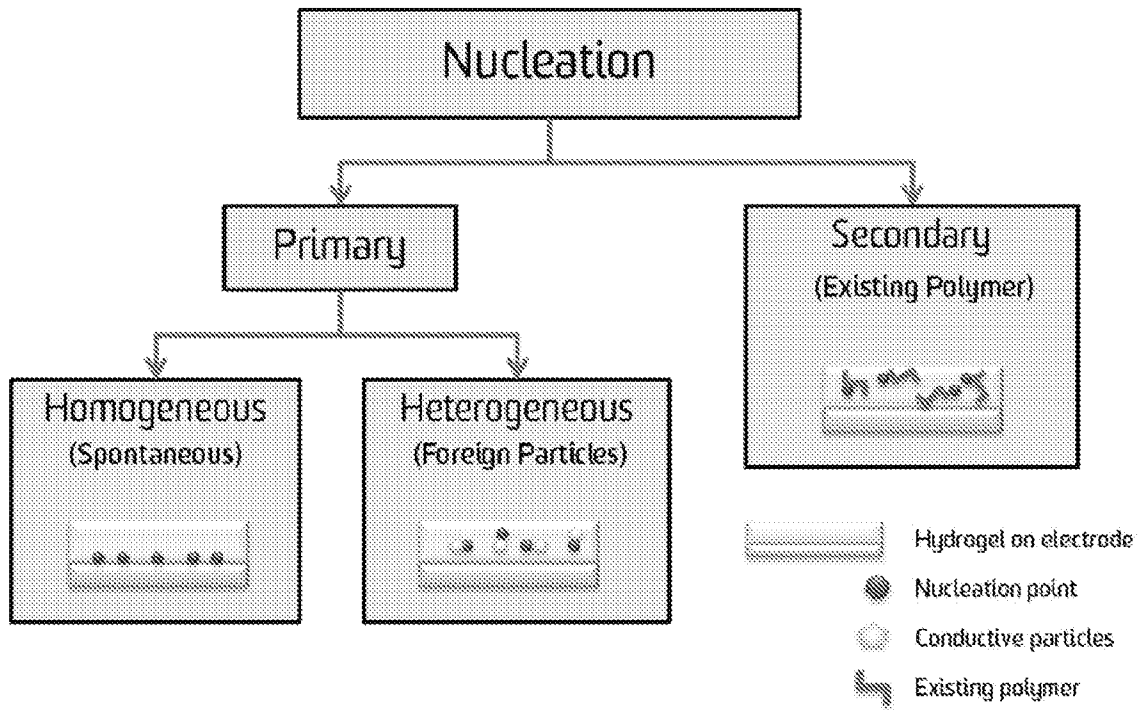 Nucleation
Primary
Secondary
(Existing Polymer)
Homogeneous
(Spontaneous)
Heterogeneous
(Foreign Particles)
Hydrogel on electrode
Nucleation point
Conductive particles
Existing polymer